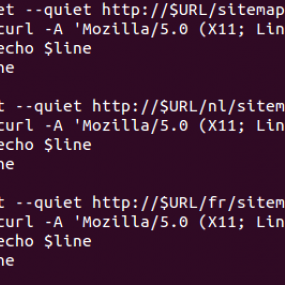 et --quiet http://$URL/sitemap
curl -A 'Mozilla/5.0 (X11; Lin
echo $line
ne
t --quiet http://$URL/nl/sitem
curl -A 'Mozilla/5.0 (X11; Lin
echo $line
ne
t --quiet http://$URL/fr/sitem
curl -A 'Mozilla/5.0 (X11; Lin
echo $line
ne